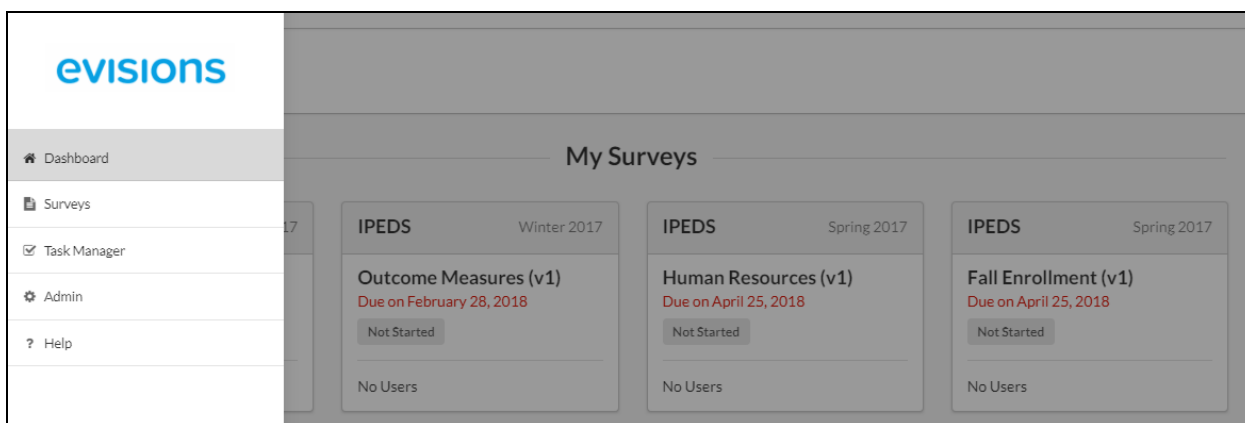 evisions
Dashboard
Surveys
Task Manager
Admin
? Help
My Surveys
17
IPEDS Winter 2017
Outcome Measures (v1)
Due on February 28, 2018
Not Started
No Users
IPEDS Spring 2017
Human Resources (v1)
Due on April 25, 2018
Not Started
No Users
IPEDS Spring 2017
Fall Enrollment (v1)
Due on April 25, 2018
Not Started
No Users